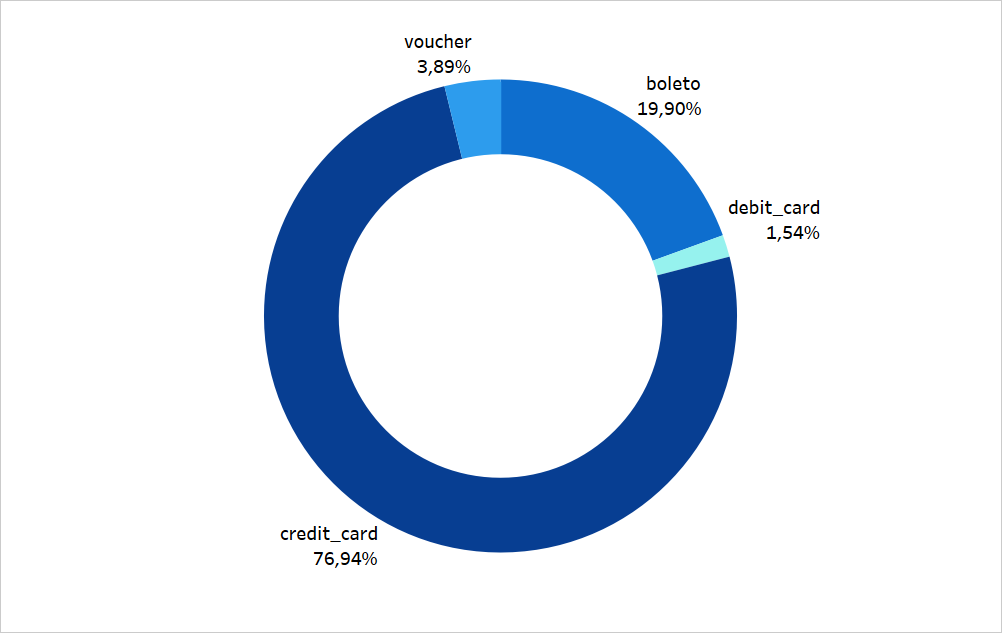 voucher
3,89%
boleto
19,90%
debit_card
1,54%
credit_card
76,94%